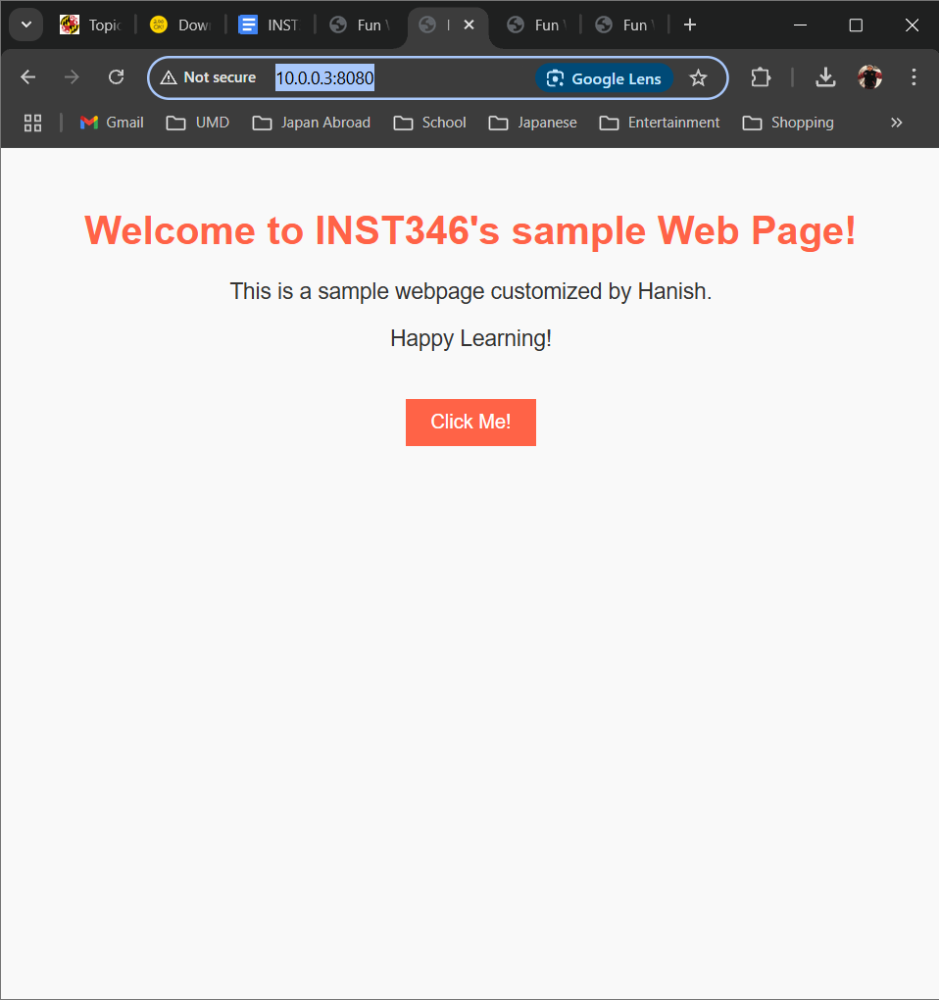 Topic
Dow
INST
Fun
Fun
Fun
Not secure
10.0.0.3:8080
Google Lens
Gmail
UMD
Japan Abroad
School
Japanese
Entertainment
Shopping
Welcome to INST346's sample Web Page!
This is a sample webpage customized by Hanish.
Happy Learning!
Click Me!